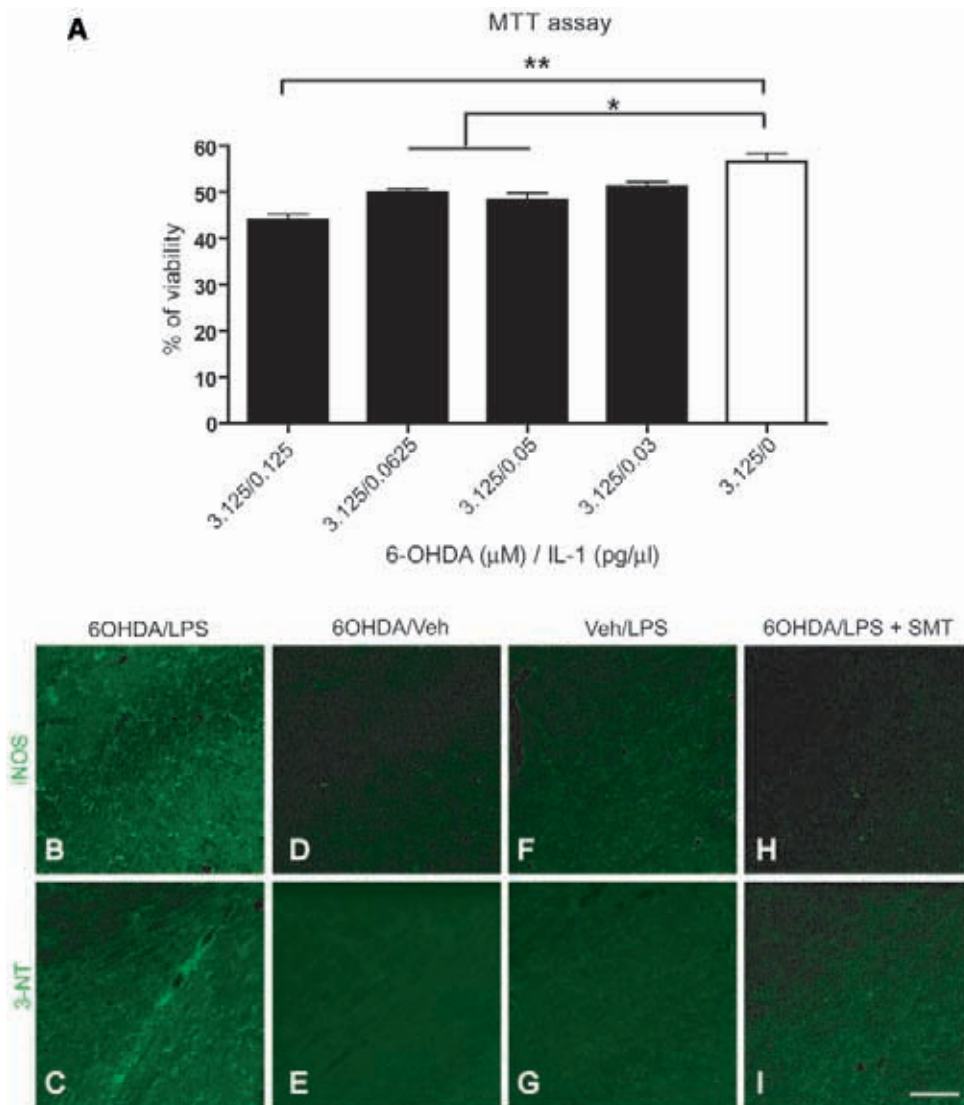 A
MTT assay
**
*
60
50
40
30
20
10
0
% of viability
3.125/0.125
3.125/0.0625
3.125/0.05
3.125/0.03
3.125/0
6-OHDA (μM) / IL-1 (pg/μl)
6OHDA/LPS
6OHDA/Veh
Veh/LPS
6OHDA/LPS + SMT
iNOS
B
D
F
H
3-NT
C
E
G
I